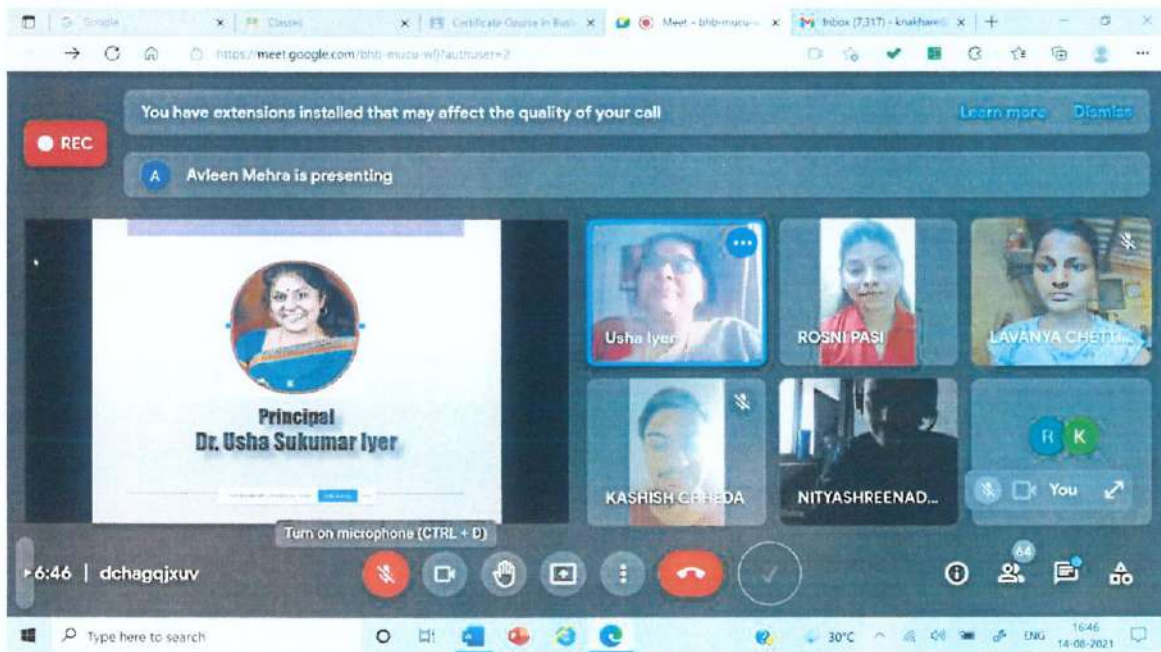 Google
Classes
Certificate Course in Busi
Meet - bhb-mucu-w
Inbox (7,317) - knakhare
https://meet.google.com/bhb-mucu-wfj?authuser=2
You have extensions installed that may affect the quality of your call
Learn more
Dismiss
REC
A
Avleen Mehra is presenting
Principal
Dr. Usha Sukumar Iyer
Usha Iyer
ROSNI PASI
LAVANYA CHETTI...
KASHISH CHHEDA
NITYASHREENAD...
R K
You
Turn on microphone (CTRL + D)
6:46 | dchagqjxuv
64
Type here to search
30°C
ENG
16:46
14-08-2021